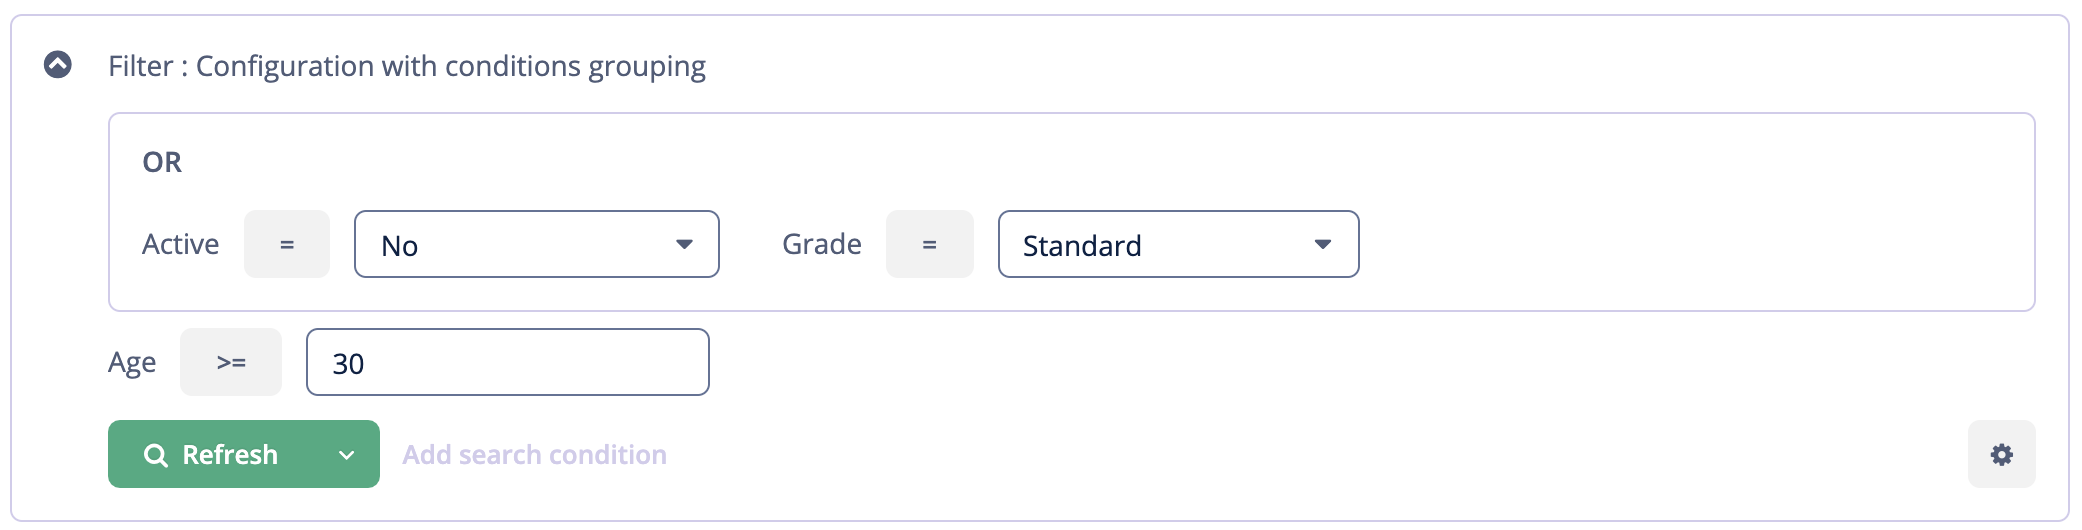 Filter : Configuration with conditions grouping
OR
Active = No Grade = Standard
Age >= 30
Refresh Add search condition